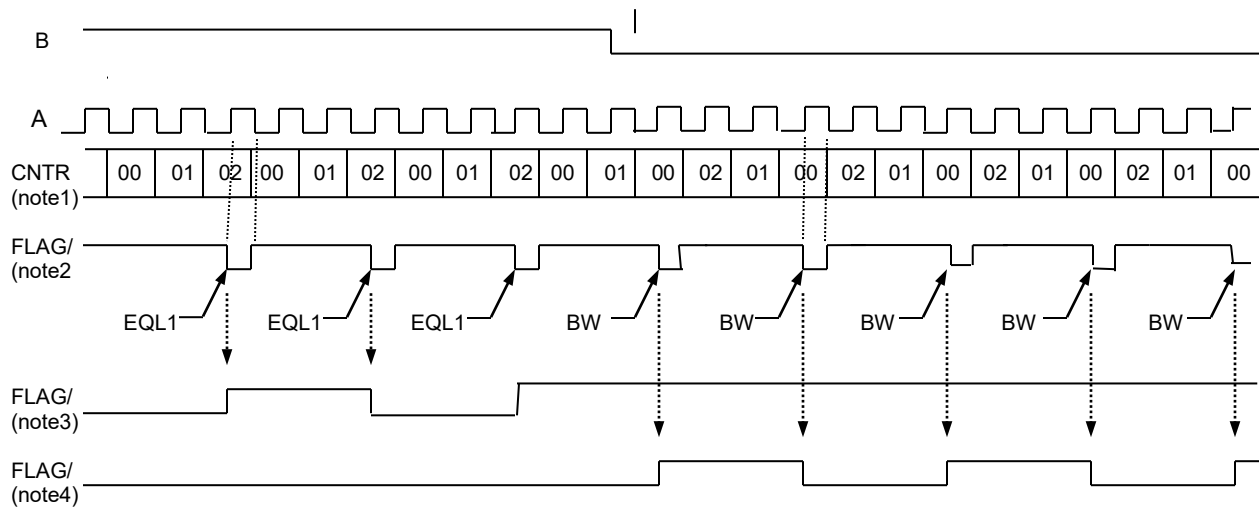 B
A
CNTR
(note1)
00 01 02 00 01 02 00 01 02 00 01 00 02 01 00 02 01 00 02 01 00 02 01 00
FLAG/
(note2
EQL1 EQL1 EQL1 BW BW BW BW BW
FLAG/
(note3)
FLAG/
(note4)